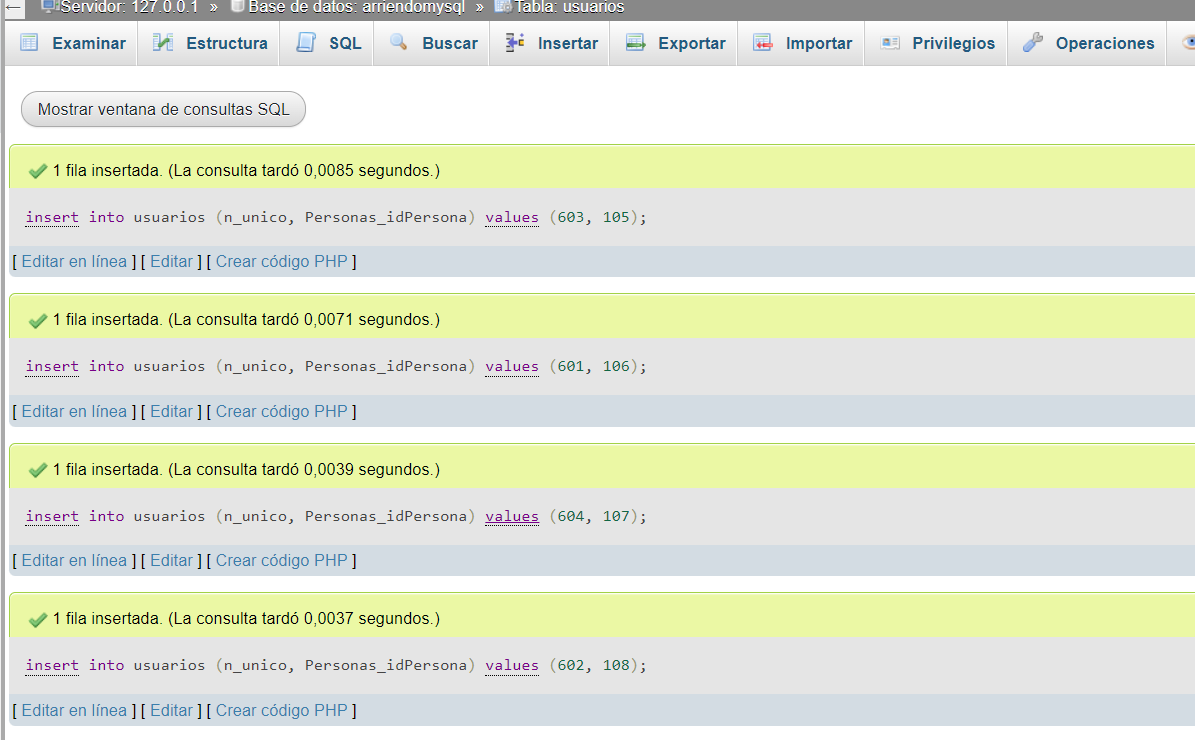 Servidor: 127.0.0.1 » Base de datos: arriendomysql » Tabla: usuarios
Examinar Estructura SQL Buscar Insertar Exportar Importar Privilegios Operaciones
Mostrar ventana de consultas SQL
1 fila insertada. (La consulta tardó 0,0085 segundos.)
insert into usuarios (n_unico, Personas_idPersona) values (603, 105);
[ Editar en línea ] [ Editar ] [ Crear código PHP ]
1 fila insertada. (La consulta tardó 0,0071 segundos.)
insert into usuarios (n_unico, Personas_idPersona) values (601, 106);
[ Editar en línea ] [ Editar ] [ Crear código PHP ]
1 fila insertada. (La consulta tardó 0,0039 segundos.)
insert into usuarios (n_unico, Personas_idPersona) values (604, 107);
[ Editar en línea ] [ Editar ] [ Crear código PHP ]
1 fila insertada. (La consulta tardó 0,0037 segundos.)
insert into usuarios (n_unico, Personas_idPersona) values (602, 108);
[ Editar en línea ] [ Editar ] [ Crear código PHP ]